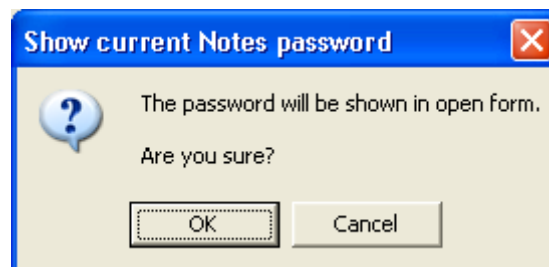 Show current Notes password
The password will be shown in open form.
Are you sure?
OK Cancel